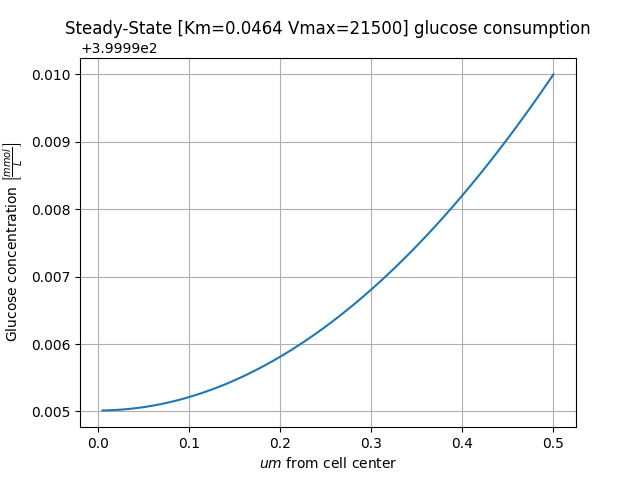 Steady-State [Km=0.0464 Vmax=21500] glucose consumption
+3.9999e2
0.010
0.009
0.008
0.007
0.006
0.005
Glucose concentration [mmol/L]
0.0 0.1 0.2 0.3 0.4 0.5
um from cell center